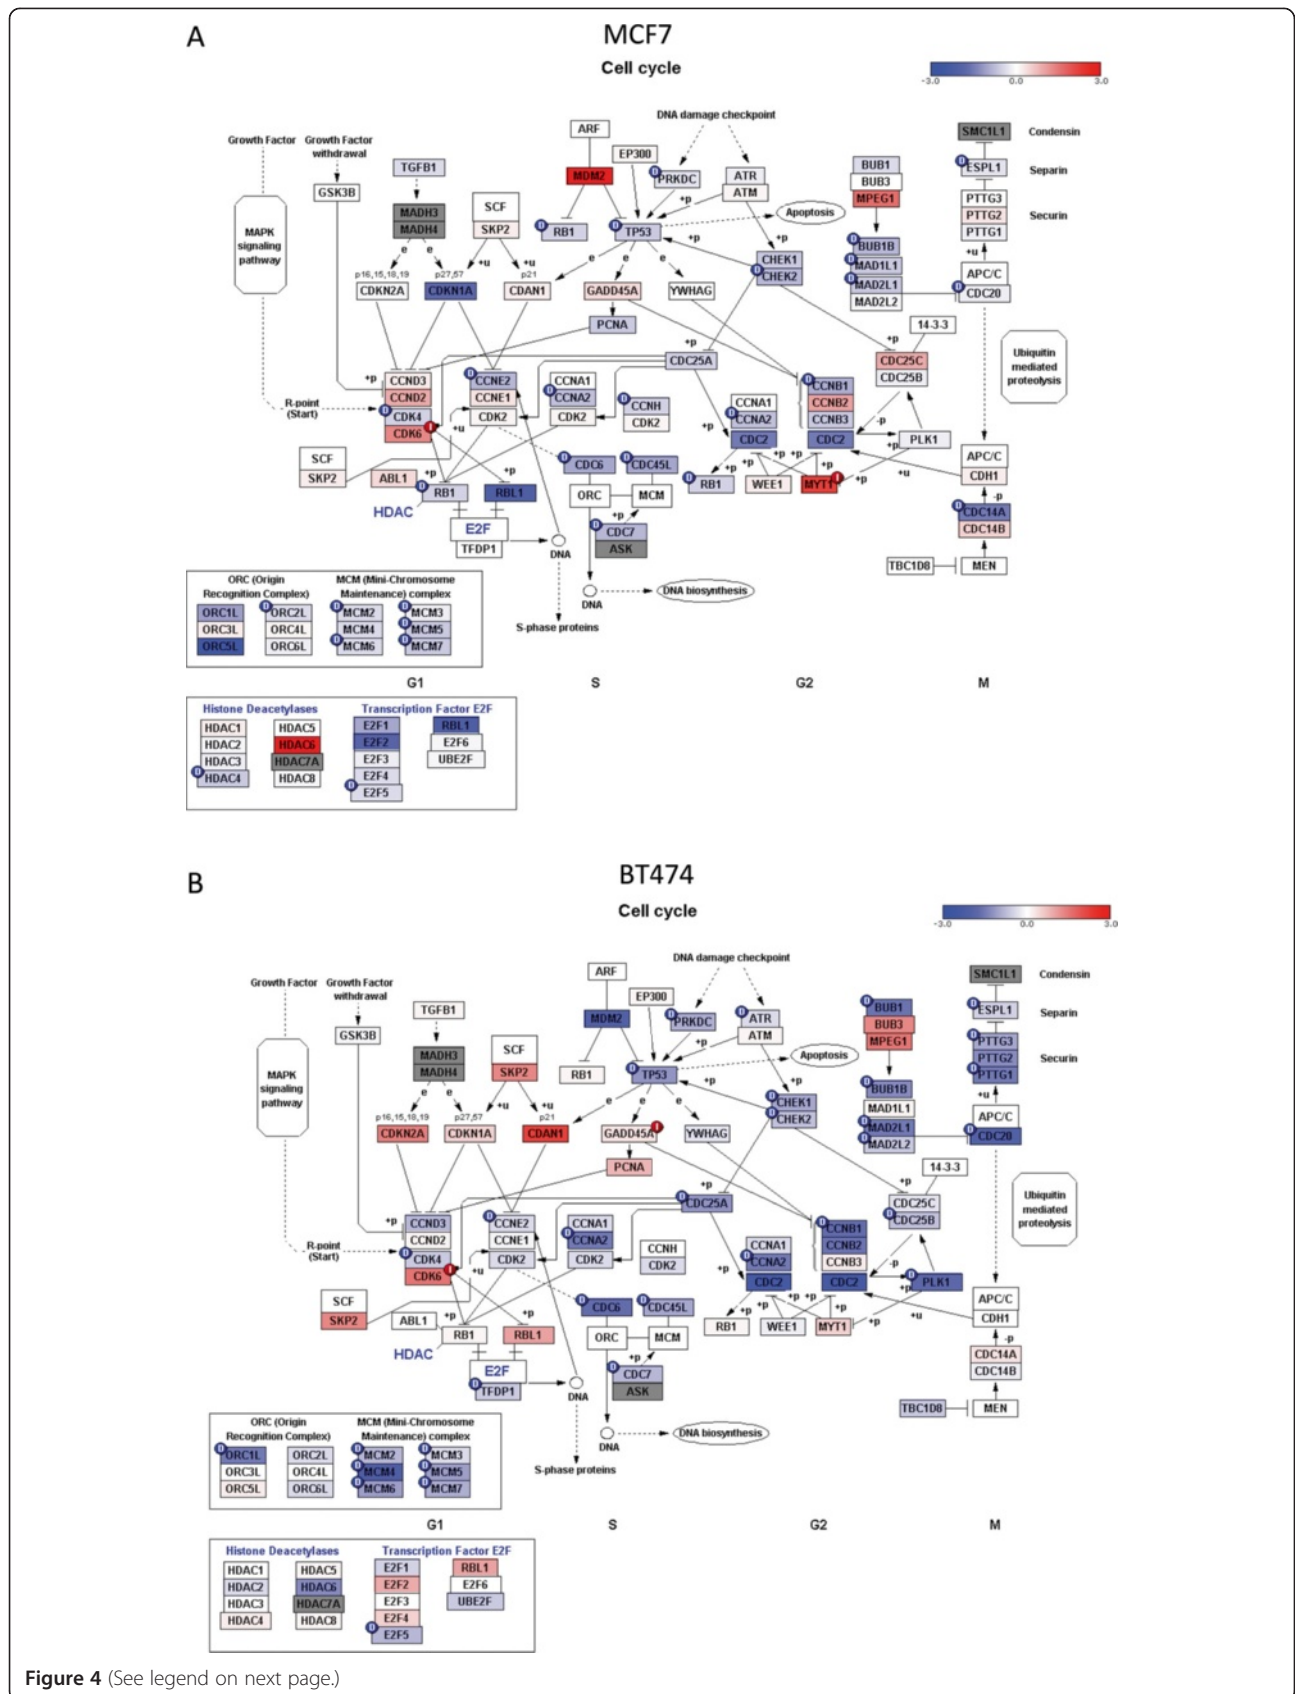 A
MCF7
Cell cycle
-3.0 0.0 3.0
DNA damage checkpoint
Growth Factor
Growth Factor
withdrawal
ARF
EP300
SMC1L1 Condensin
TGFB1
MDM2
D PRKDC
ATR
ATM
BUB1
BUB3
MPEG1
D ESPL1 Separin
GSK3B
PTTG3
PTTG2 Securin
PTTG1
MAPK
signaling
pathway
MADH3
MADH4
SCF
SKP2
+p
Apoptosis
D RB1
D TP53
+p
+p
D BUB1B
D MAD1L1
D MAD2L1
MAD2L2
+u
APC/C
D CDC20
e e +u +u
e e e
CHEK1
D CHEK2
p16,15,18,19 p27,57 p21
CDKN2A CDKN1A CDAN1 GADD45A YWHAG
PCNA
14-3-3
+p
+p
CDC25A
CDC25C
CDC25B
Ubiquitin
mediated
proteolysis
+p
CCND3
CCND2
D CDK4
CDK6 I
D CCNE2
CCNE1
CDK2
CCNA1
D CCNA2
CDK2
D CCNH
CDK2
CCNA1
D CCNA2
CDC2
D CCNB1
CCNB2
CCNB3
CDC2
R-point
(Start)
+u
+p
-p
PLK1
+p
+u
APC/C
CDH1
SCF
SKP2
ABL1 +p
+p
D CDC6 D CDC45L
+p +p +p +p
D RB1 WEE1 MYT1 I +p
D RB1 RBL1
ORC MCM
-p
D CDC14A
CDC14B
HDAC
E2F
TFDP1
DNA
+p
D CDC7
ASK
TBC1D8 MEN
ORC (Origin
Recognition Complex)
MCM (Mini-Chromosome
Maintenance) complex
DNA
DNA biosynthesis
ORC1L D ORC2L D MCM2 D MCM3
ORC3L ORC4L MCM4 D MCM5
ORC5L ORC6L D MCM6 D MCM7
S-phase proteins
G1 S G2 M
Histone Deacetylases Transcription Factor E2F
HDAC1 HDAC5 E2F1 RBL1
HDAC2 HDAC6 E2F2 E2F6
HDAC3 HDAC7A E2F3 UBE2F
D HDAC4 HDAC8 E2F4
D E2F5
B
BT474
Cell cycle
-3.0 0.0 3.0
DNA damage checkpoint
Growth Factor
Growth Factor
withdrawal
ARF
EP300
SMC1L1 Condensin
TGFB1
MDM2
D PRKDC
D ATR
ATM
D BUB1
BUB3
MPEG1
D ESPL1 Separin
GSK3B
D PTTG3
PTTG2 Securin
D PTTG1
MAPK
signaling
pathway
MADH3
MADH4
SCF
SKP2
+p
Apoptosis
RB1
D TP53
+p
+p
D BUB1B
MAD1L1
D MAD2L1
D MAD2L2
+u
APC/C
D CDC20
e e +u +u
e e e
D CHEK1
D CHEK2
p16,15,18,19 p27,57 p21
CDKN2A CDKN1A CDAN1 GADD45A I YWHAG
PCNA
14-3-3
+p
+p
D CDC25A
CDC25C
D CDC25B
Ubiquitin
mediated
proteolysis
+p
CCND3
CCND2
D CDK4
CDK6 I
D CCNE2
CCNE1
CDK2
CCNA1
D CCNA2
CDK2
CCNH
CDK2
CCNA1
D CCNA2
CDC2
D CCNB1
CCNB2
CCNB3
CDC2
R-point
(Start)
+u
+p
-p
D PLK1
+p
+u
APC/C
CDH1
SCF
SKP2
ABL1 +p
+p
D CDC6 D CDC45L
+p +p +p +p
RB1 WEE1 MYT1 +p
RB1 RBL1
ORC MCM
-p
CDC14A
CDC14B
HDAC
E2F
D TFDP1
DNA
+p
D CDC7
ASK
TBC1D8 MEN
ORC (Origin
Recognition Complex)
MCM (Mini-Chromosome
Maintenance) complex
DNA
DNA biosynthesis
D ORC1L ORC2L D MCM2 D MCM3
ORC3L ORC4L D MCM4 D MCM5
ORC5L ORC6L D MCM6 D MCM7
S-phase proteins
G1 S G2 M
Histone Deacetylases Transcription Factor E2F
HDAC1 HDAC5 E2F1 RBL1
HDAC2 HDAC6 E2F2 E2F6
HDAC3 HDAC7A E2F3 UBE2F
HDAC4 HDAC8 E2F4
D E2F5
Figure 4 (See legend on next page.)